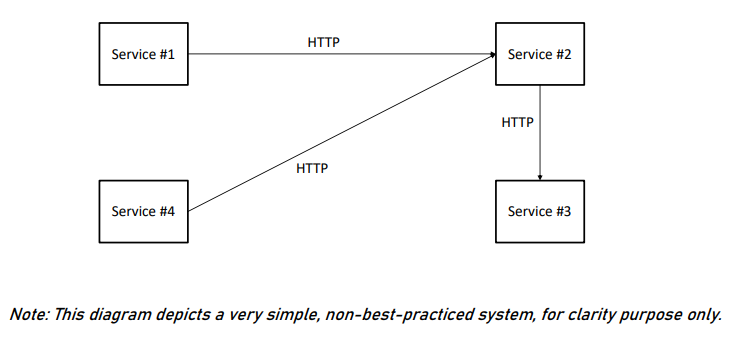 HTTP
Service #1
Service #2
HTTP
HTTP
Service #4
Service #3
Note: This diagram depicts a very simple, non-best-practiced system, for clarity purpose only.